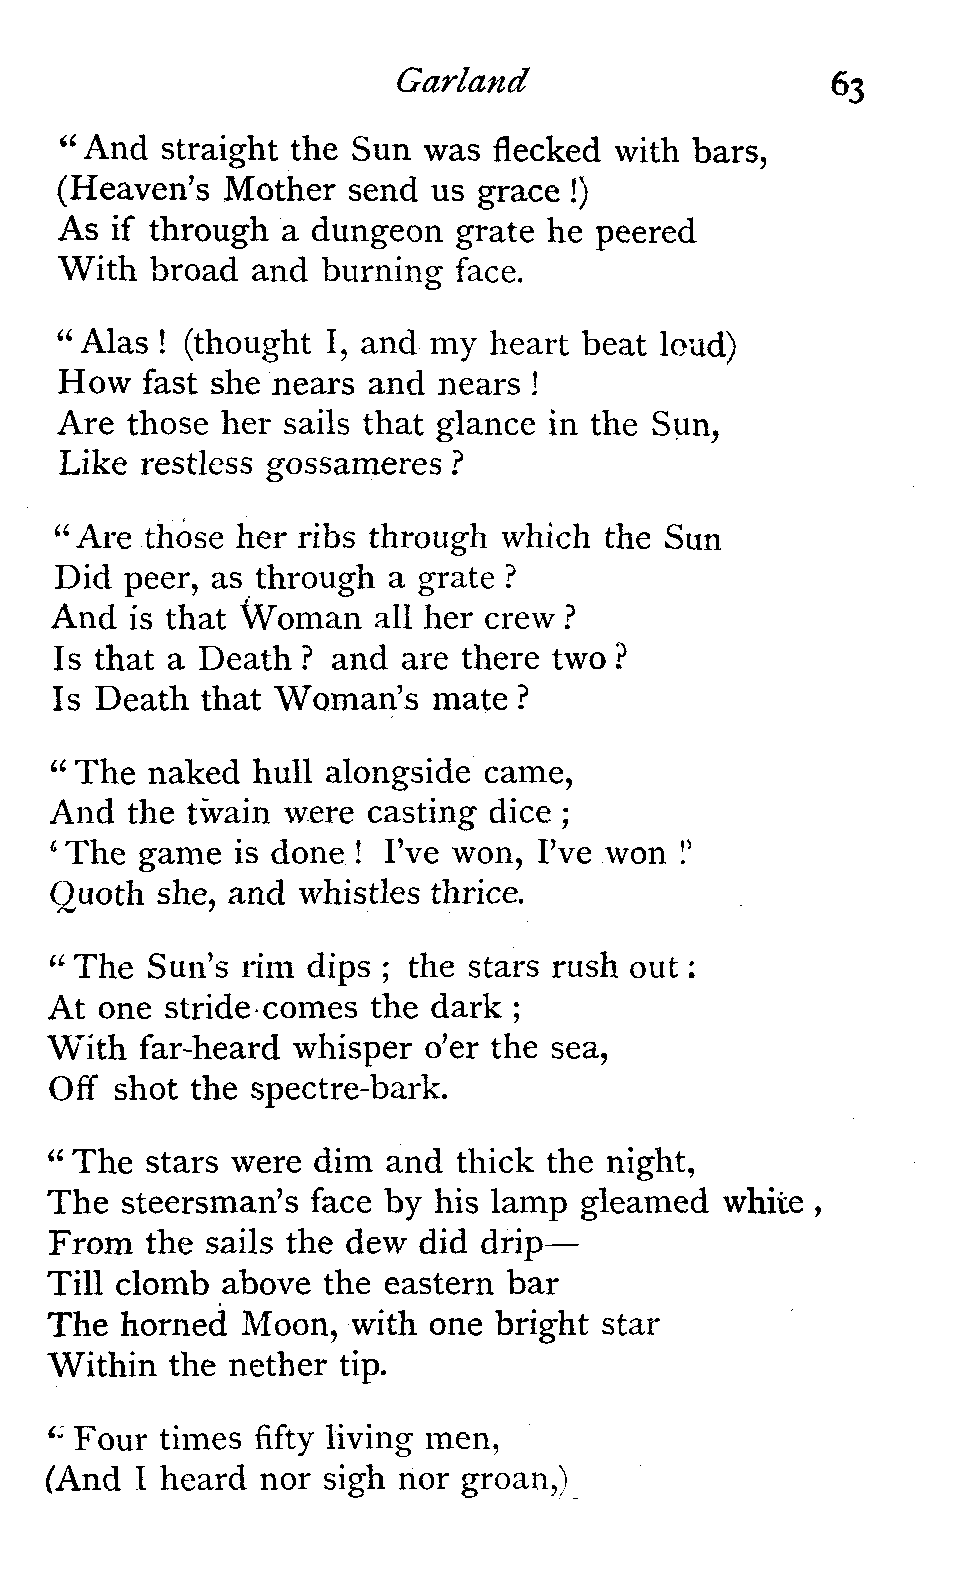 Garland 63
“And straight the Sun was flecked with bars,
(Heaven's Mother send us grace !)
As if through a dungeon grate he peered
With broad and burning face.
“Alas ! (thought I, and my heart beat loud)
How fast she nears and nears !
Are those her sails that glance in the Sun,
Like restless gossameres ?
“Are those her ribs through which the Sun
Did peer, as through a grate ?
And is that Woman all her crew ?
Is that a Death ? and are there two ?
Is Death that Woman's mate ?
“The naked hull alongside came,
And the twain were casting dice ;
‘The game is done ! I've won, I've won !’
Quoth she, and whistles thrice.
“The Sun's rim dips ; the stars rush out :
At one stride comes the dark ;
With far-heard whisper o'er the sea,
Off shot the spectre-bark.
“The stars were dim and thick the night,
The steersman's face by his lamp gleamed white ,
From the sails the dew did drip—
Till clomb above the eastern bar
The horned Moon, with one bright star
Within the nether tip.
“Four times fifty living men,
(And I heard nor sigh nor groan,)